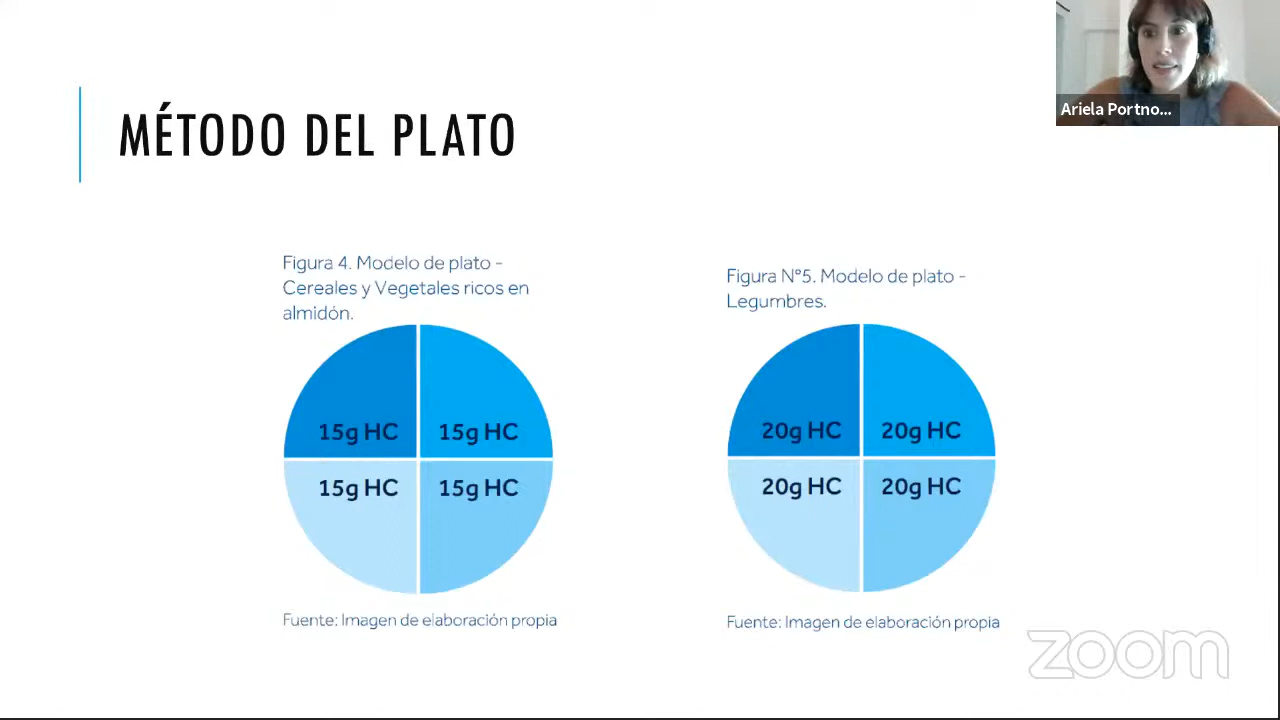 Ariela Portno...
MÉTODO DEL PLATO
Figura 4. Modelo de plato -
Cereales y Vegetales ricos en
almidón.
15g HC 15g HC
15g HC 15g HC
Fuente: Imagen de elaboración propia
Figura N°5. Modelo de plato -
Legumbres.
20g HC 20g HC
20g HC 20g HC
Fuente: Imagen de elaboración propia
zoom